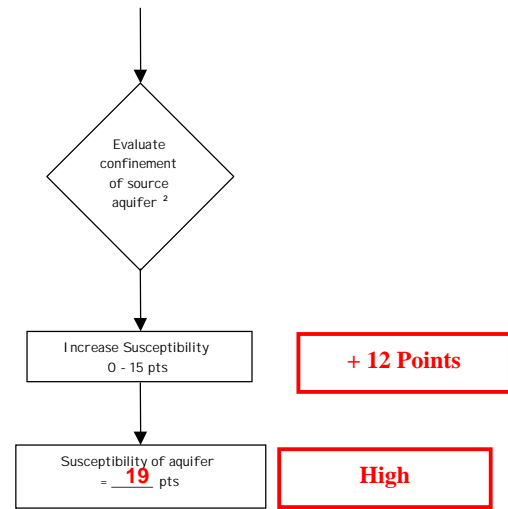 Evaluate
confinement
of source
aquifer ²
Increase Susceptibility
0 - 15 pts
+ 12 Points
Susceptibility of aquifer
= 19 pts
High